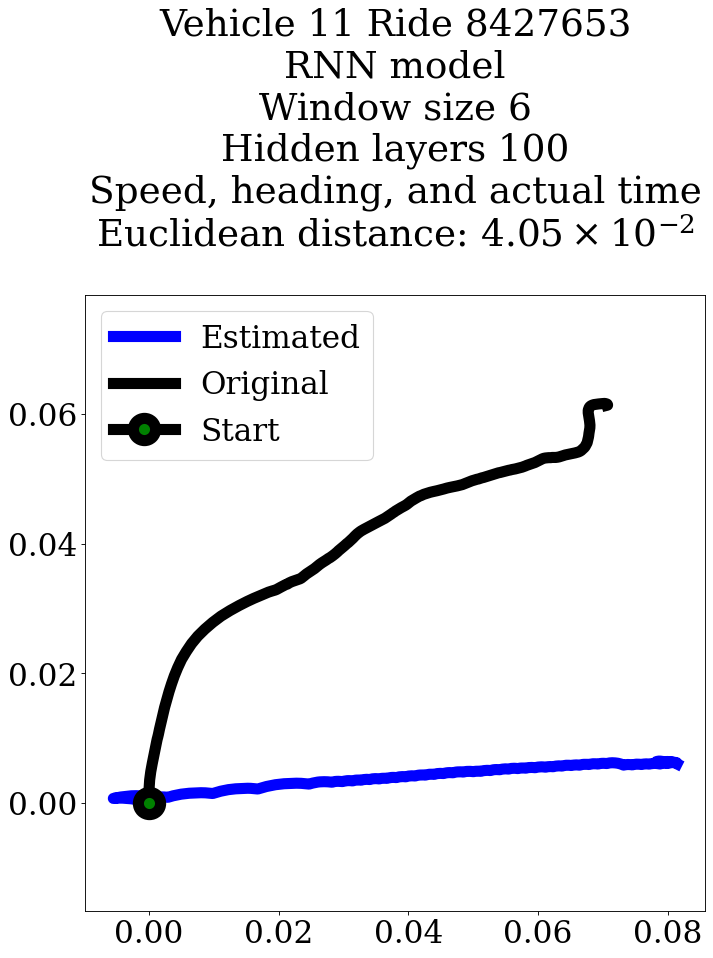 Vehicle 11 Ride 8427653
RNN model
Window size 6
Hidden layers 100
Speed, heading, and actual time
Euclidean distance: 4.05 × 10⁻²
Estimated
Original
Start
0.06
0.04
0.02
0.00
0.00 0.02 0.04 0.06 0.08